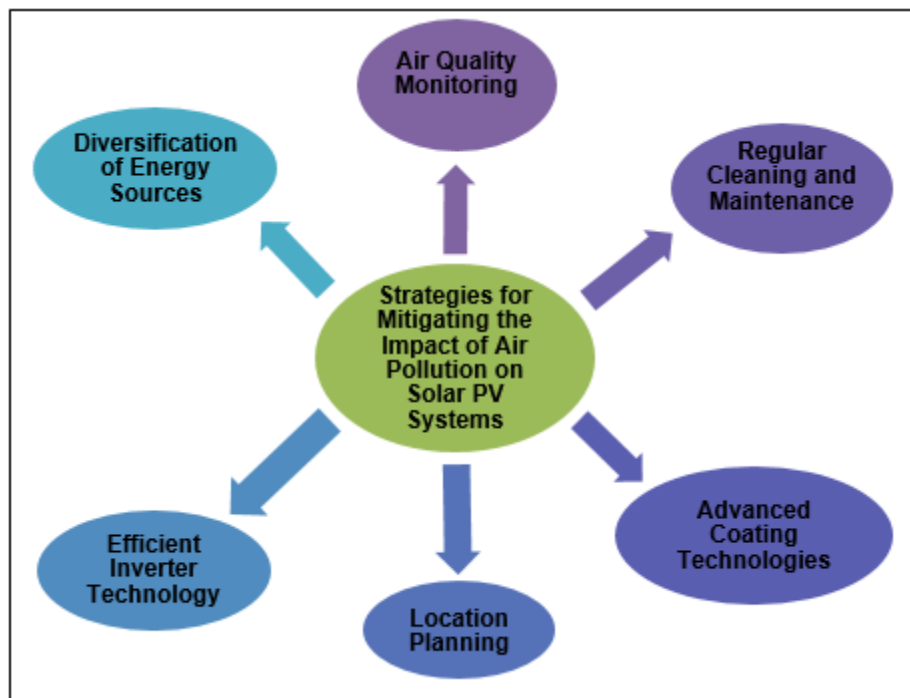 Air Quality
Monitoring
Diversification
of Energy
Sources
Regular
Cleaning and
Maintenance
Strategies for
Mitigating the
Impact of Air
Pollution on
Solar PV
Systems
Efficient
Inverter
Technology
Advanced
Coating
Technologies
Location
Planning